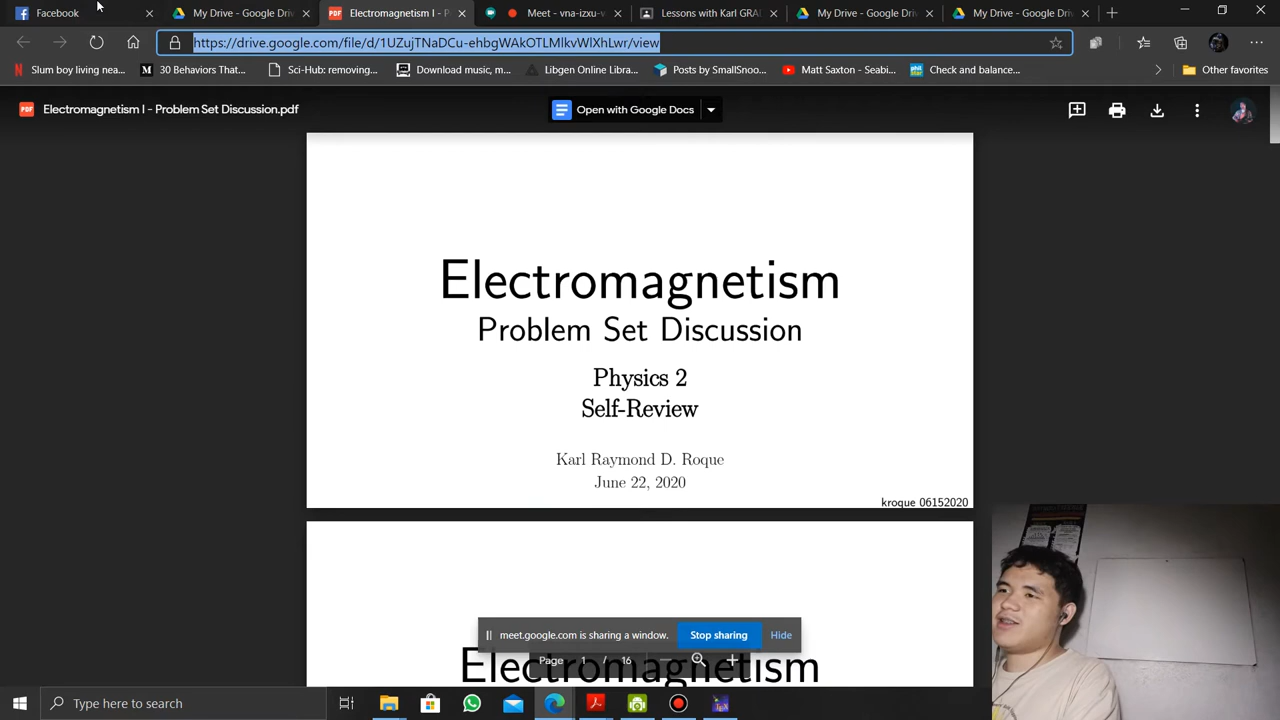 Facebook
My Drive - Google Dri
Electromagnetism I - P
Meet - vna-izxu-v
Lessons with Karl GRA
My Drive - Google Dri
My Drive - Google Dri
https://drive.google.com/file/d/1UZujTNaDCu-ehbgWAkOTLMlkvWlXhLwr/view
Slum boy living nea...
M 30 Behaviors That...
Sci-Hub: removing...
Download music, m...
Libgen Online Libra...
Posts by SmallSnoo...
Matt Saxton - Seabi...
Check and balance...
Other favorites
PDF Electromagnetism I - Problem Set Discussion.pdf
Open with Google Docs
Electromagnetism
Problem Set Discussion
Physics 2
Self-Review
Karl Raymond D. Roque
June 22, 2020
kroque 06152020
meet.google.com is sharing a window.
Stop sharing
Hide
Page 1 / 16
Electromagnetism
Type here to search